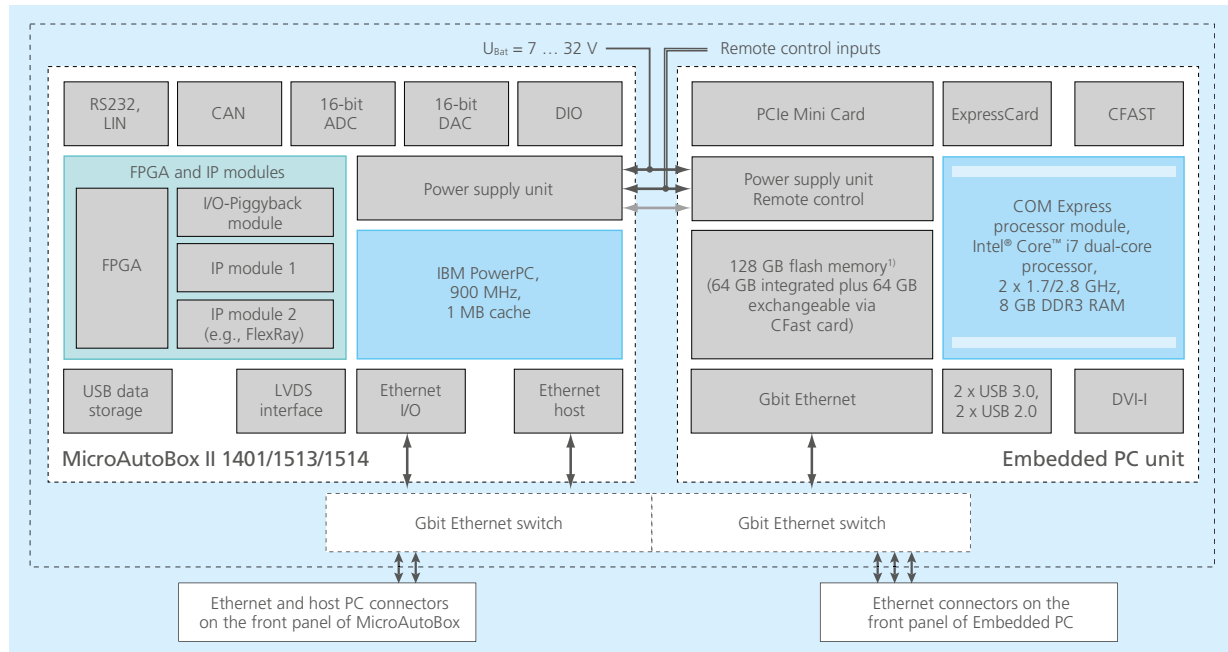 U_Bat = 7 … 32 V
Remote control inputs
RS232,
LIN
CAN
16-bit
ADC
16-bit
DAC
DIO
FPGA and IP modules
FPGA
I/O-Piggyback
module
IP module 1
IP module 2
(e.g., FlexRay)
Power supply unit
IBM PowerPC,
900 MHz,
1 MB cache
USB data
storage
LVDS
interface
Ethernet
I/O
Ethernet
host
MicroAutoBox II 1401/1513/1514
PCIe Mini Card
ExpressCard
CFAST
Power supply unit
Remote control
128 GB flash memory¹⁾
(64 GB integrated plus 64 GB
exchangeable via
CFast card)
COM Express
processor module,
Intel® Core™ i7 dual-core
processor,
2 x 1.7/2.8 GHz,
8 GB DDR3 RAM
Gbit Ethernet
2 x USB 3.0,
2 x USB 2.0
DVI-I
Embedded PC unit
Gbit Ethernet switch
Gbit Ethernet switch
Ethernet and host PC connectors
on the front panel of MicroAutoBox
Ethernet connectors on the
front panel of Embedded PC